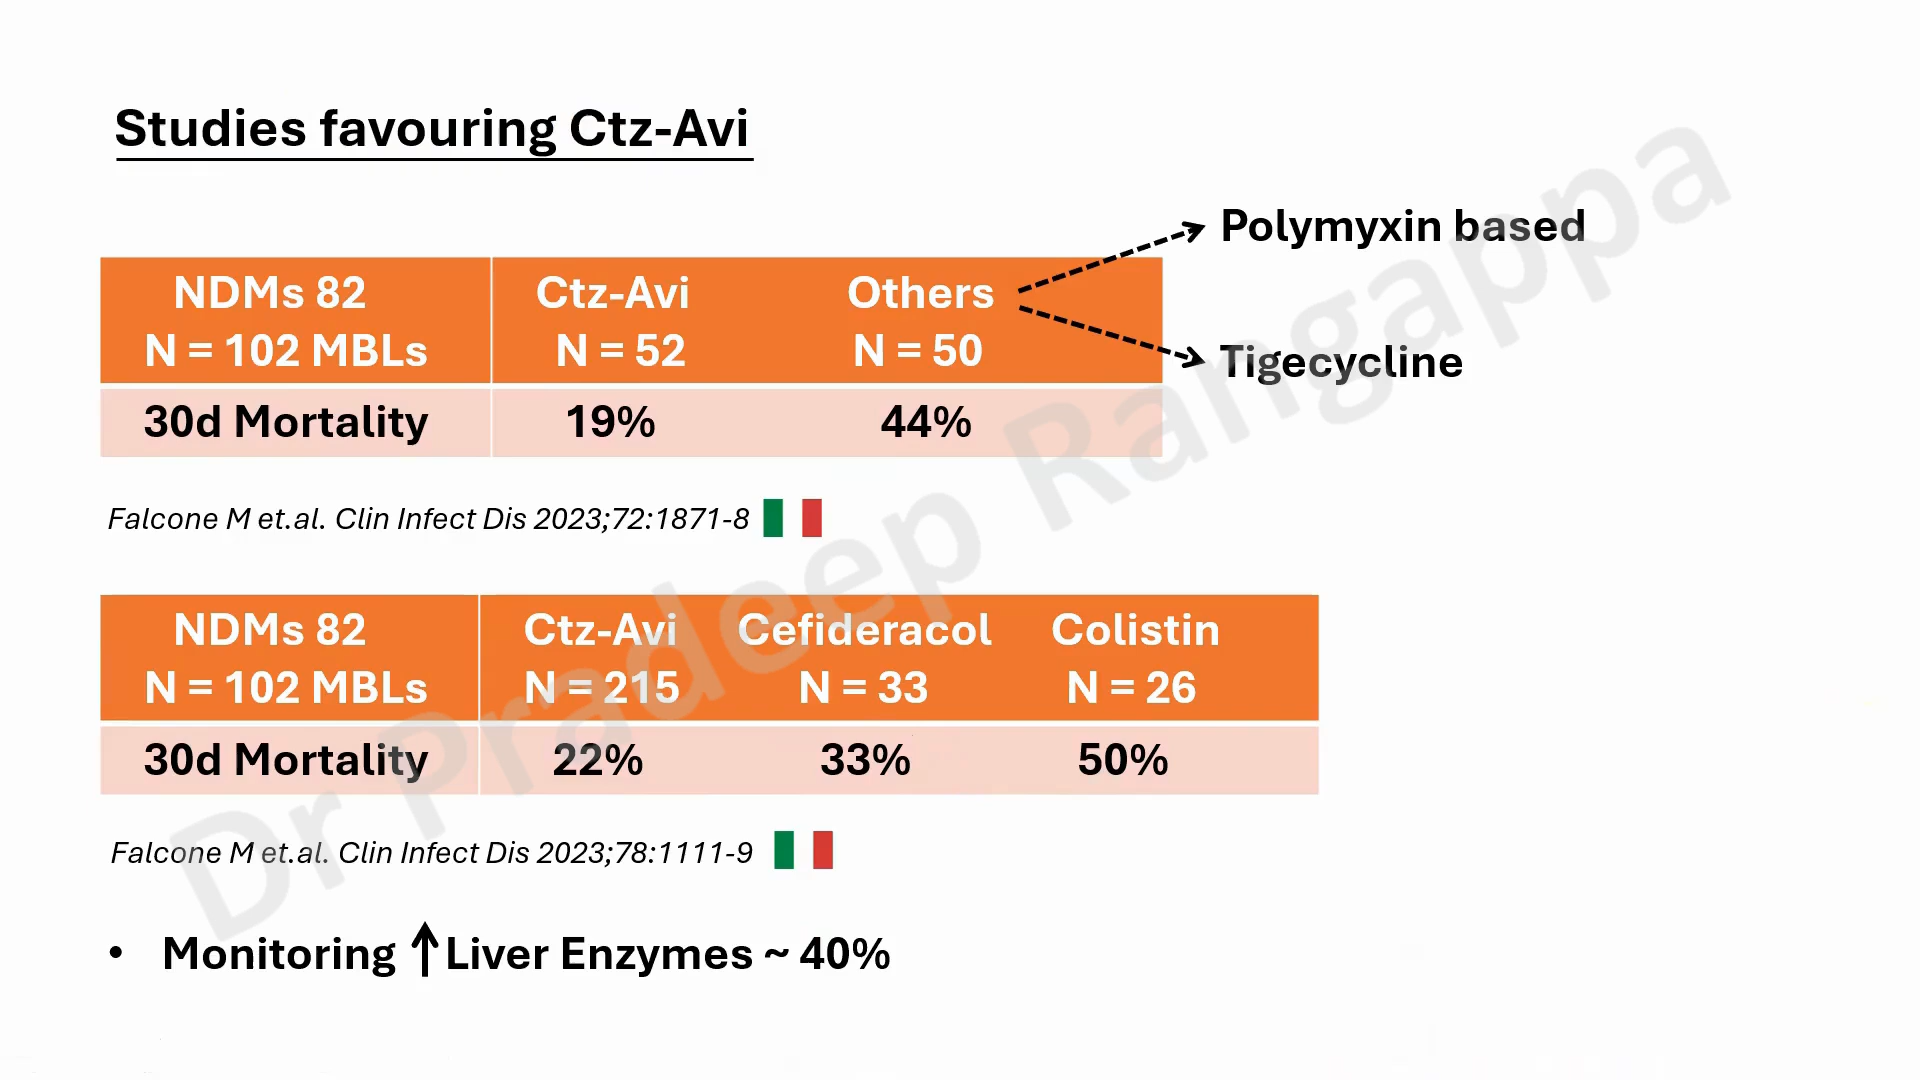 Studies favouring Ctz-Avi
Polymyxin based
NDMs 82 Ctz-Avi Others
N = 102 MBLs N = 52 N = 50
Tigecycline
30d Mortality 19% 44%
Falcone M et.al. Clin Infect Dis 2023;72:1871-8
NDMs 82 Ctz-Avi Cefideracol Colistin
N = 102 MBLs N = 215 N = 33 N = 26
30d Mortality 22% 33% 50%
Falcone M et.al. Clin Infect Dis 2023;78:1111-9
• Monitoring ↑ Liver Enzymes ~ 40%
Dr Pradeep Rangappa